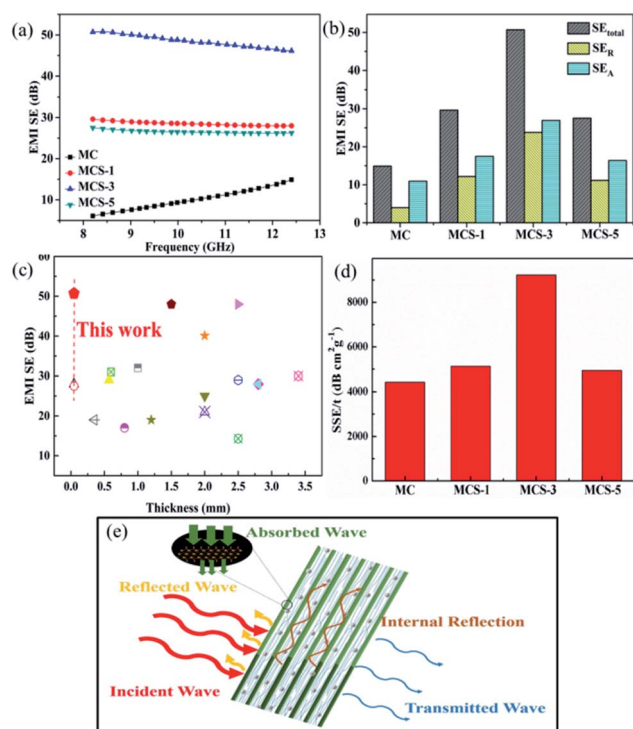 (a)
EMI SE (dB)
50
40
30
20
10
MC
MCS-1
MCS-3
MCS-5
8 9 10 11 12 13
Frequency (GHz)
(b)
EMI SE (dB)
50
40
30
20
10
0
SEtotal
SER
SEA
MC MCS-1 MCS-3 MCS-5
(c)
EMI SE (dB)
60
50
40
30
20
10
This work
0.0 0.5 1.0 1.5 2.0 2.5 3.0 3.5
Thickness (mm)
(d)
SSE/t (dB cm²g⁻¹)
8000
6000
4000
2000
0
MC MCS-1 MCS-3 MCS-5
(e)
Absorbed Wave
Reflected Wave
Internal Reflection
Incident Wave
Transmitted Wave